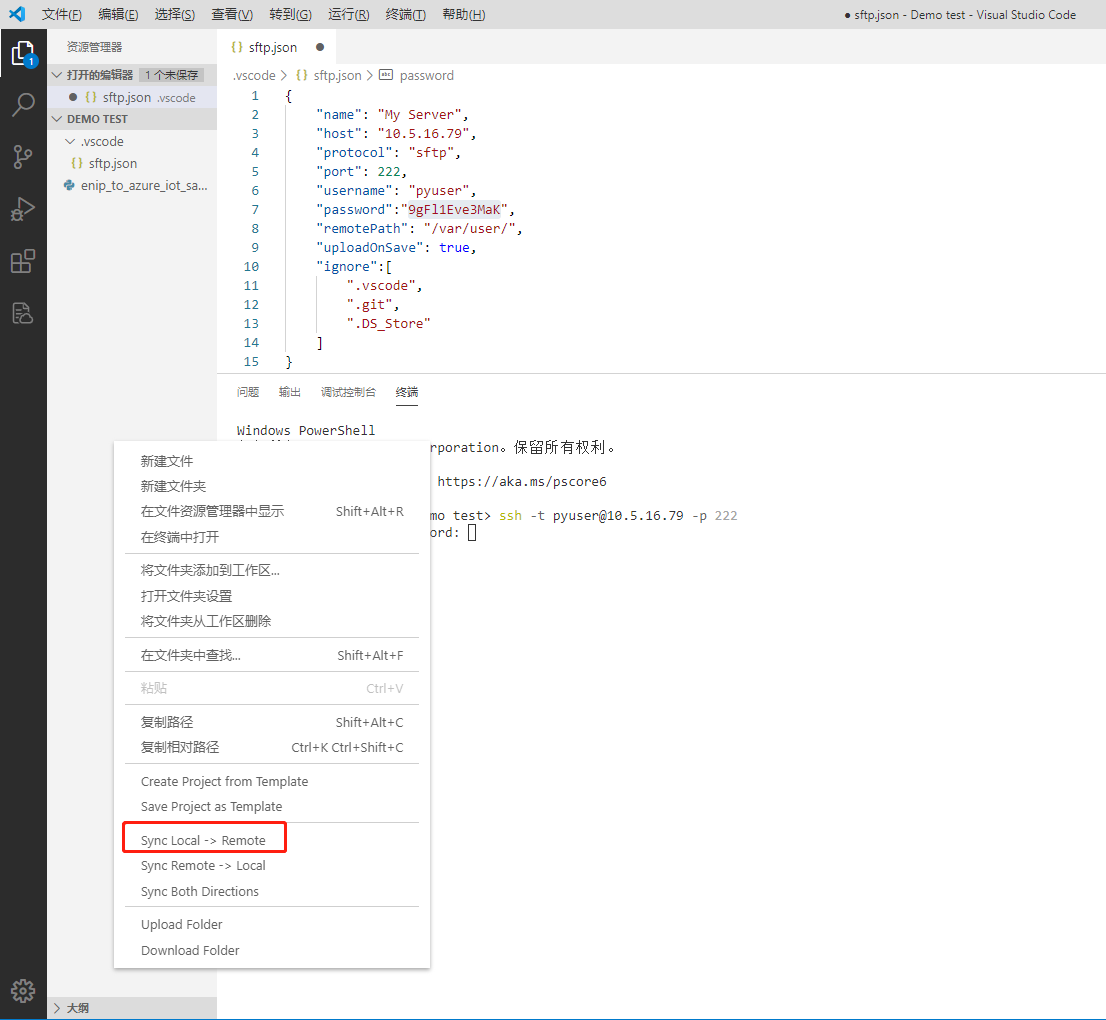 文件(F) 编辑(E) 选择(S) 查看(V) 转到(G) 运行(R) 终端(T) 帮助(H) ● sftp.json - Demo test - Visual Studio Code
资源管理器
打开的编辑器 1 个未保存
● {} sftp.json .vscode
DEMO TEST
.vscode
{} sftp.json
enip_to_azure_iot_sa...
1
大纲
{} sftp.json ●
.vscode > {} sftp.json > abc password
1 {
2 "name": "My Server",
3 "host": "10.5.16.79",
4 "protocol": "sftp",
5 "port": 222,
6 "username": "pyuser",
7 "password":"9gFl1Eve3MaK",
8 "remotePath": "/var/user/",
9 "uploadOnSave": true,
10 "ignore":[
11 ".vscode",
12 ".git",
13 ".DS_Store"
14 ]
15 }
问题 输出 调试控制台 终端
Windows PowerShell
rporation。保留所有权利。
https://aka.ms/pscore6
mo test> ssh -t pyuser@10.5.16.79 -p 222
ord:
新建文件
新建文件夹
在文件资源管理器中显示 Shift+Alt+R
在终端中打开
将文件夹添加到工作区...
打开文件夹设置
将文件夹从工作区删除
在文件夹中查找... Shift+Alt+F
粘贴 Ctrl+V
复制路径 Shift+Alt+C
复制相对路径 Ctrl+K Ctrl+Shift+C
Create Project from Template
Save Project as Template
Sync Local -> Remote
Sync Remote -> Local
Sync Both Directions
Upload Folder
Download Folder